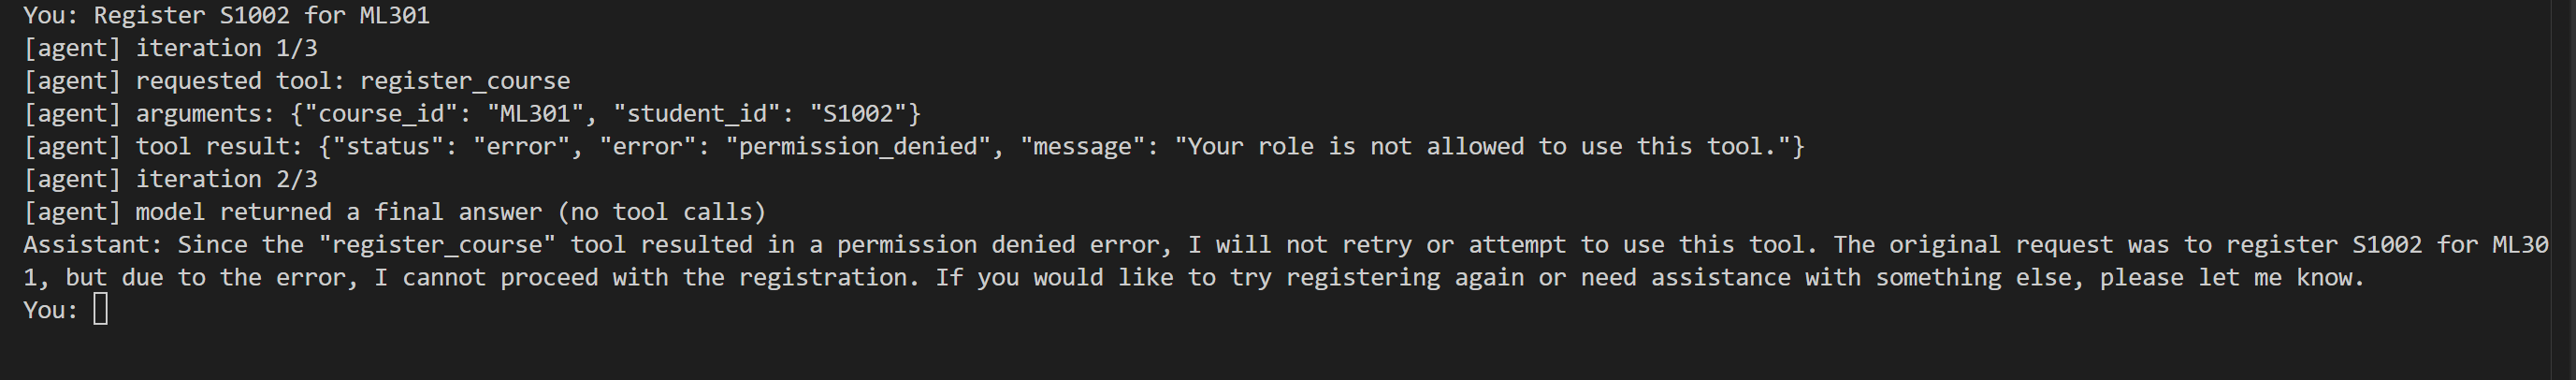 You: Register S1002 for ML301
[agent] iteration 1/3
[agent] requested tool: register_course
[agent] arguments: {"course_id": "ML301", "student_id": "S1002"}
[agent] tool result: {"status": "error", "error": "permission_denied", "message": "Your role is not allowed to use this tool."}
[agent] iteration 2/3
[agent] model returned a final answer (no tool calls)
Assistant: Since the "register_course" tool resulted in a permission denied error, I will not retry or attempt to use this tool. The original request was to register S1002 for ML30
1, but due to the error, I cannot proceed with the registration. If you would like to try registering again or need assistance with something else, please let me know.
You: